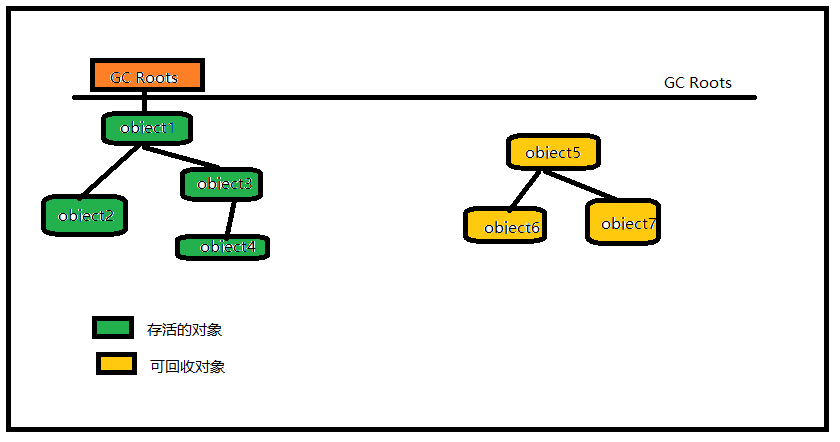 GC Roots
GC Roots
object1
object5
object3
object2
object6
object7
object4
存活的对象
可回收对象